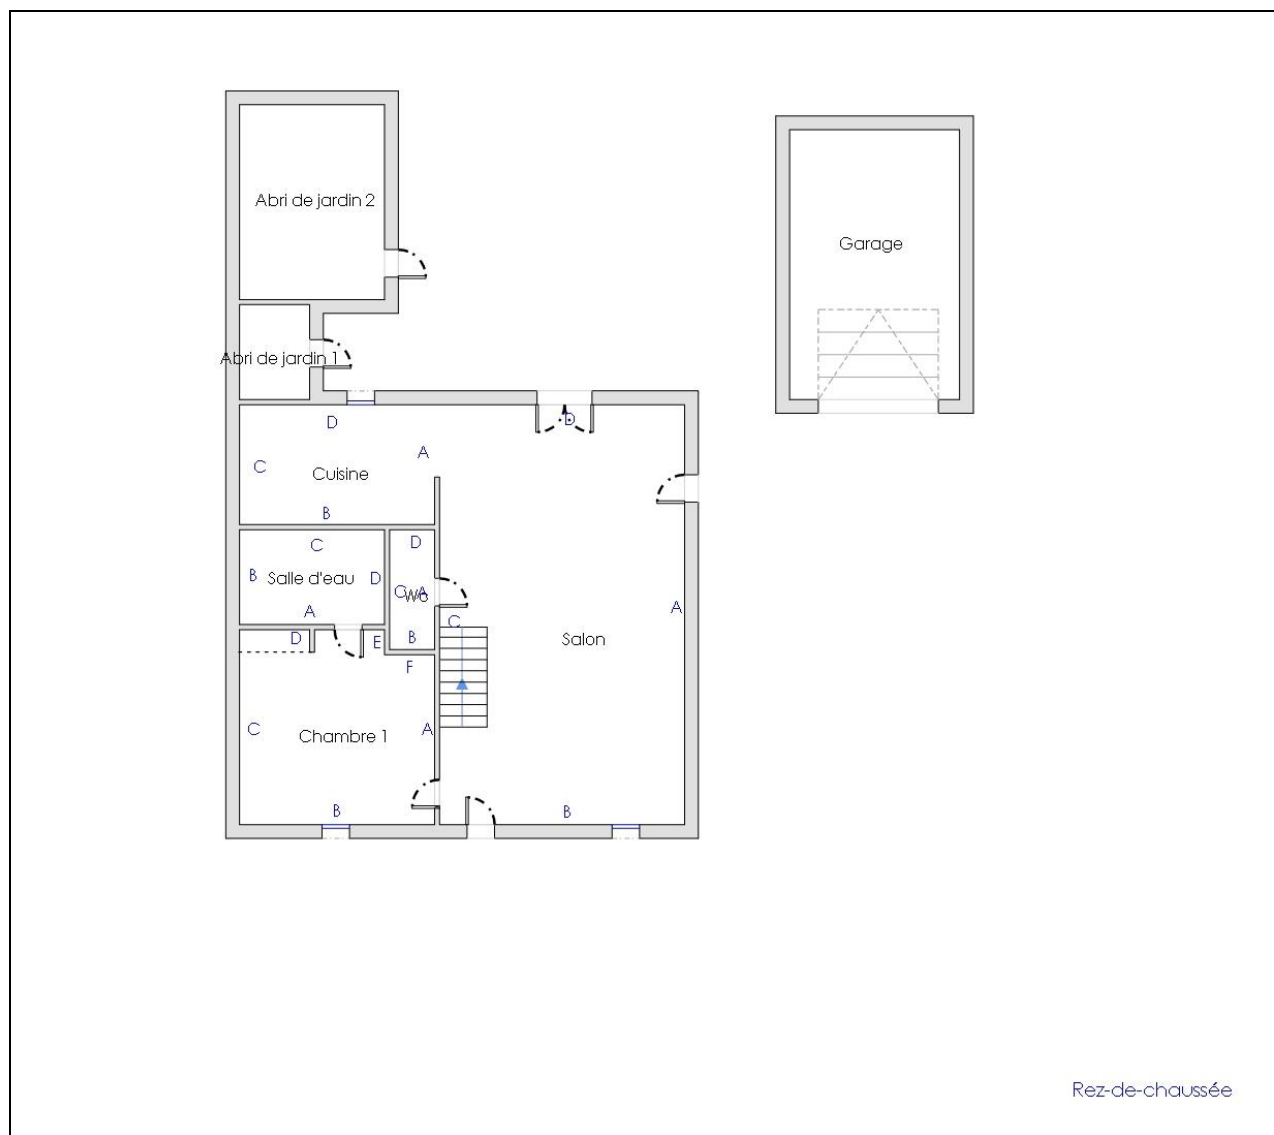 Abri de jardin 2
Garage
Abri de jardin 1
D
D
A
C
Cuisine
B
C
D
B
Salle d'eau
D
C
Wc
A
A
A
C
D
E
B
Salon
F
C
Chambre 1
A
B
B
Rez-de-chaussée